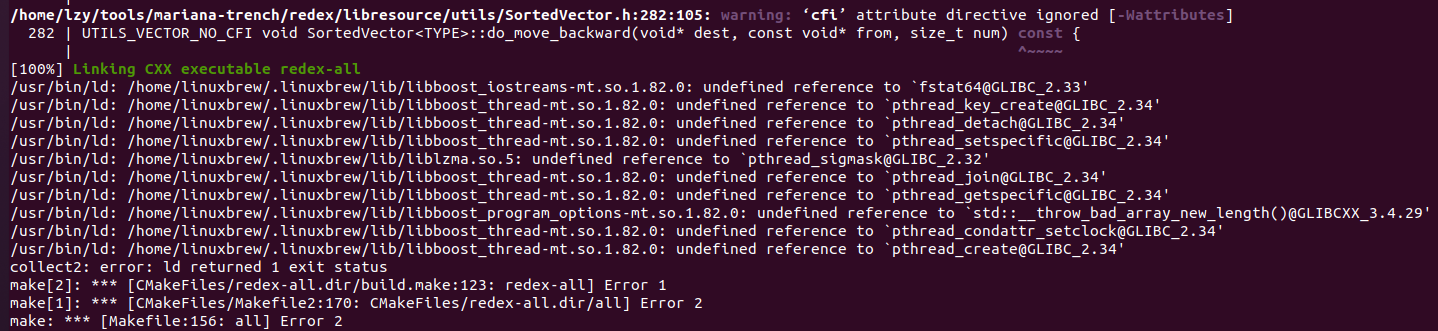 /home/lzy/tools/mariana-trench/redex/libresource/utils/SortedVector.h:282:105: warning: ‘cfi’ attribute directive ignored [-Wattributes]
  282 | UTILS_VECTOR_NO_CFI void SortedVector<TYPE>::do_move_backward(void* dest, const void* from, size_t num) const {
      |                                                                                                         ^~~~~
[100%] Linking CXX executable redex-all
/usr/bin/ld: /home/linuxbrew/.linuxbrew/lib/libboost_iostreams-mt.so.1.82.0: undefined reference to `fstat64@GLIBC_2.33'
/usr/bin/ld: /home/linuxbrew/.linuxbrew/lib/libboost_thread-mt.so.1.82.0: undefined reference to `pthread_key_create@GLIBC_2.34'
/usr/bin/ld: /home/linuxbrew/.linuxbrew/lib/libboost_thread-mt.so.1.82.0: undefined reference to `pthread_detach@GLIBC_2.34'
/usr/bin/ld: /home/linuxbrew/.linuxbrew/lib/libboost_thread-mt.so.1.82.0: undefined reference to `pthread_setspecific@GLIBC_2.34'
/usr/bin/ld: /home/linuxbrew/.linuxbrew/lib/liblzma.so.5: undefined reference to `pthread_sigmask@GLIBC_2.32'
/usr/bin/ld: /home/linuxbrew/.linuxbrew/lib/libboost_thread-mt.so.1.82.0: undefined reference to `pthread_join@GLIBC_2.34'
/usr/bin/ld: /home/linuxbrew/.linuxbrew/lib/libboost_thread-mt.so.1.82.0: undefined reference to `pthread_getspecific@GLIBC_2.34'
/usr/bin/ld: /home/linuxbrew/.linuxbrew/lib/libboost_program_options-mt.so.1.82.0: undefined reference to `std::__throw_bad_array_new_length()@GLIBCXX_3.4.29'
/usr/bin/ld: /home/linuxbrew/.linuxbrew/lib/libboost_thread-mt.so.1.82.0: undefined reference to `pthread_condattr_setclock@GLIBC_2.34'
/usr/bin/ld: /home/linuxbrew/.linuxbrew/lib/libboost_thread-mt.so.1.82.0: undefined reference to `pthread_create@GLIBC_2.34'
collect2: error: ld returned 1 exit status
make[2]: *** [CMakeFiles/redex-all.dir/build.make:123: redex-all] Error 1
make[1]: *** [CMakeFiles/Makefile2:170: CMakeFiles/redex-all.dir/all] Error 2
make: *** [Makefile:156: all] Error 2